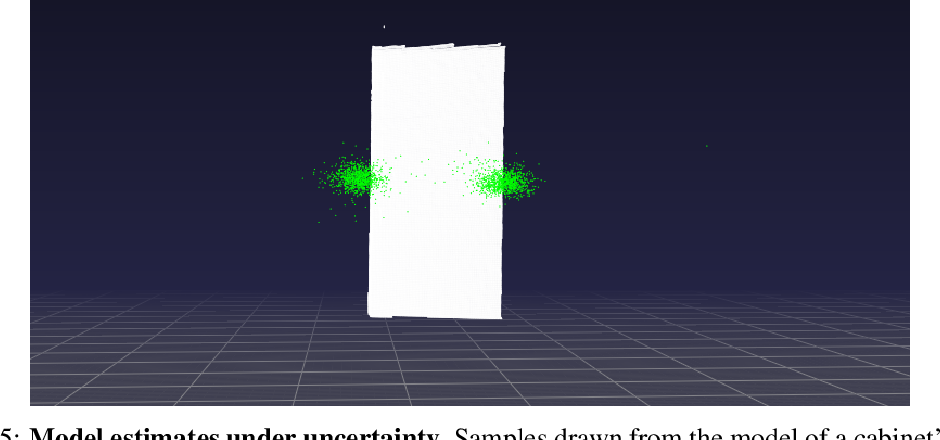 5: Model estimates under uncertainty. Samples drawn from the model of a cabinet'